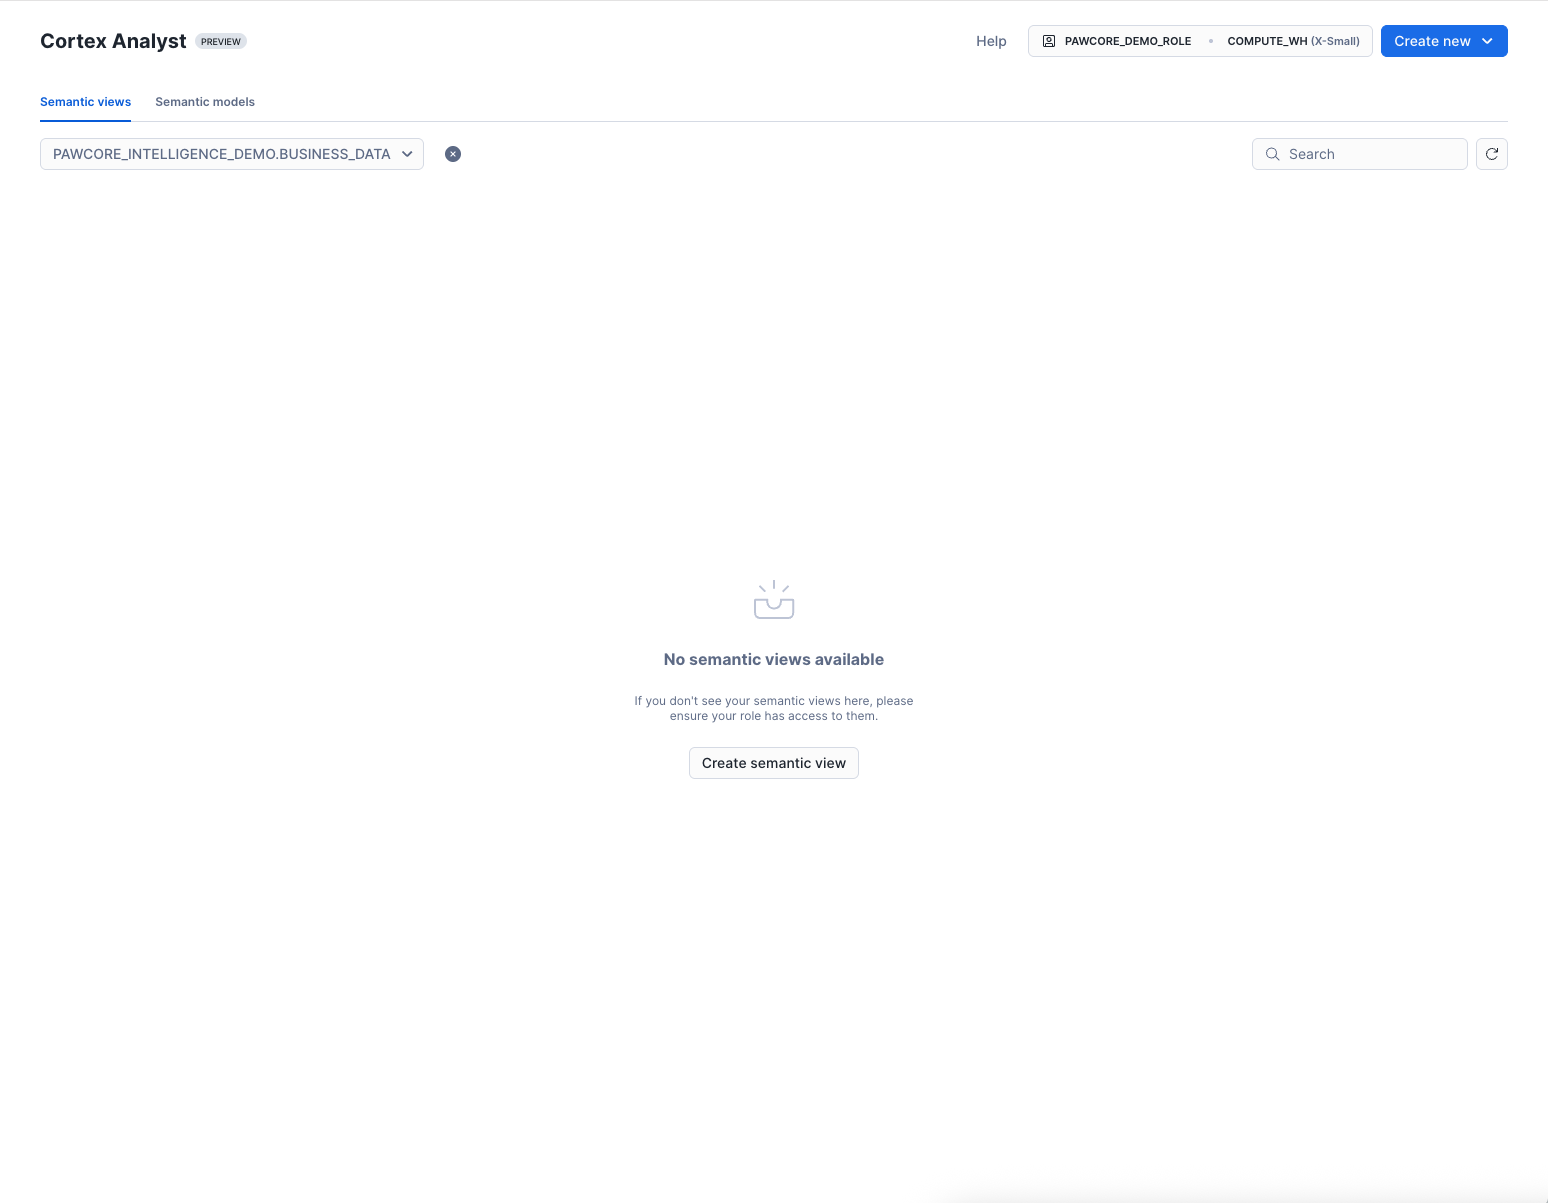 Cortex Analyst PREVIEW
Help
PAWCORE_DEMO_ROLE COMPUTE_WH (X-Small)
Create new
Semantic views
Semantic models
PAWCORE_INTELLIGENCE_DEMO.BUSINESS_DATA
Search
No semantic views available
If you don't see your semantic views here, please
ensure your role has access to them.
Create semantic view